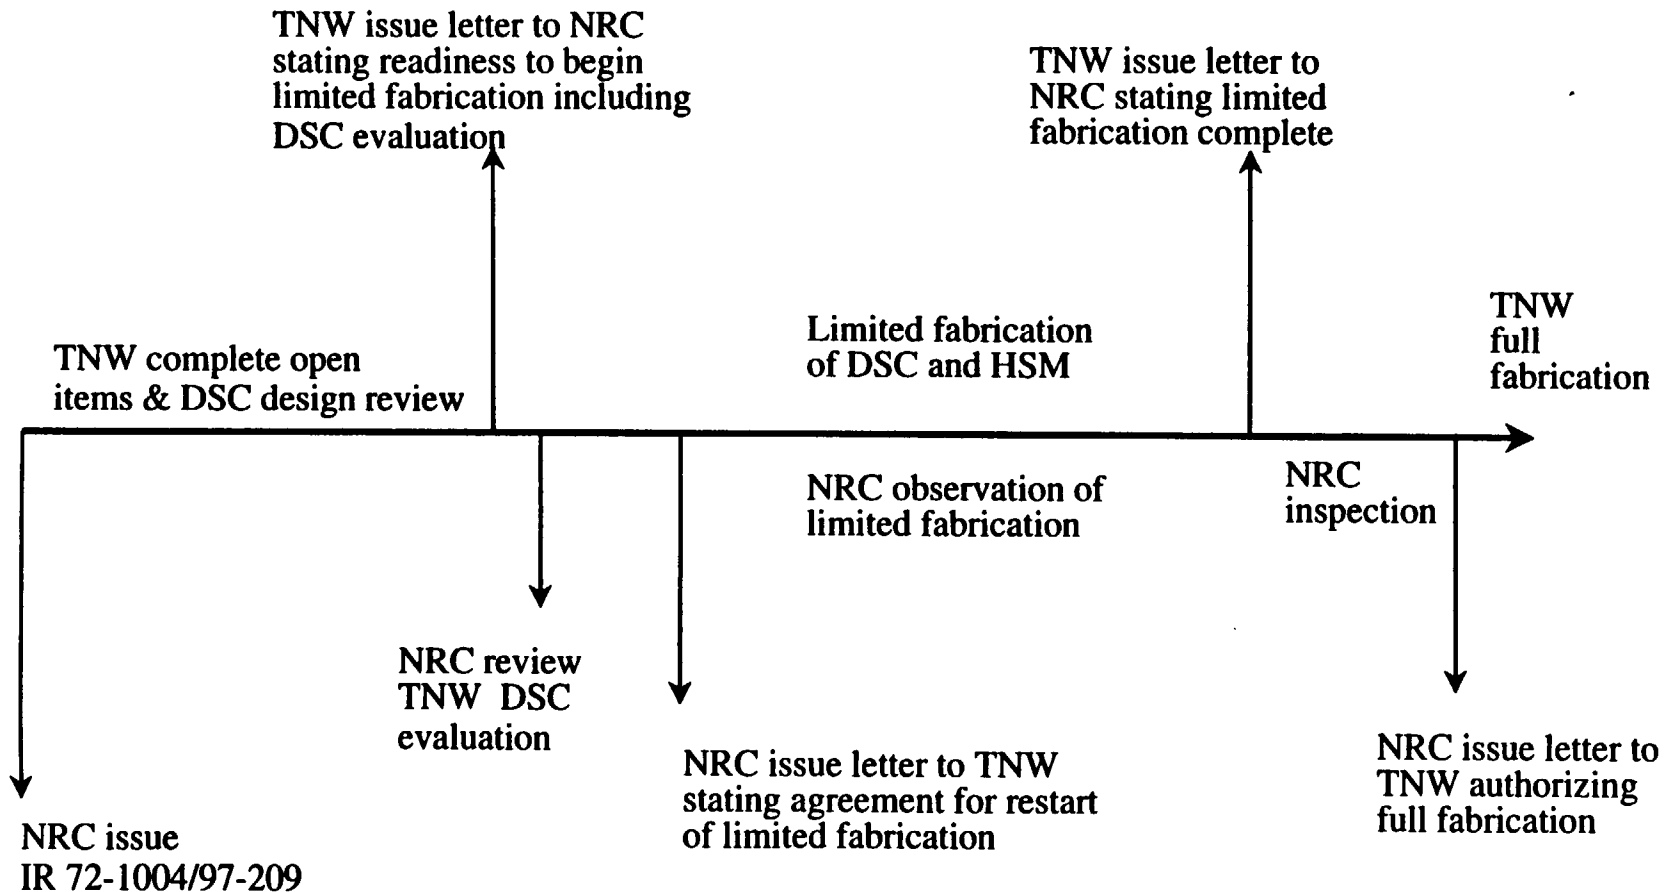 TNW issue letter to NRC
stating readiness to begin
limited fabrication including
DSC evaluation
TNW issue letter to
NRC stating limited
fabrication complete
TNW complete open
items & DSC design review
Limited fabrication
of DSC and HSM
TNW
full
fabrication
NRC observation of
limited fabrication
NRC
inspection
NRC review
TNW DSC
evaluation
NRC issue letter to TNW
stating agreement for restart
of limited fabrication
NRC issue letter to
TNW authorizing
full fabrication
NRC issue
IR 72-1004/97-209